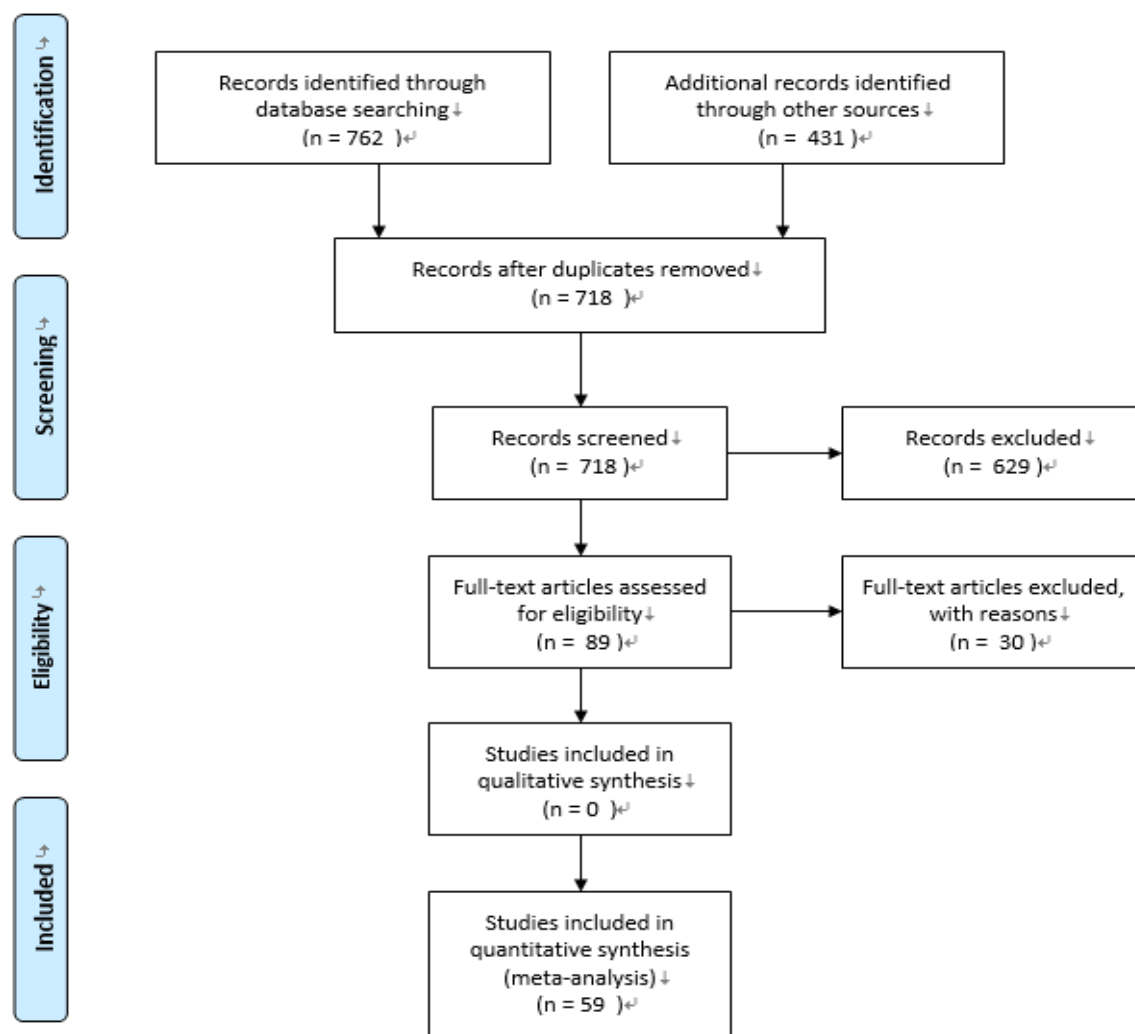 Identification ↵
Records identified through
database searching↓
(n = 762  )↵
Additional records identified
through other sources↓
(n =  431 )↵
Records after duplicates removed↓
(n = 718  )↵
Screening ↵
Records screened↓
(n =  718 )↵
Records excluded↓
(n =  629 )↵
Eligibility ↵
Full-text articles assessed
for eligibility↓
(n =  89 )↵
Full-text articles excluded,
with reasons↓
(n =  30 )↵
Studies included in
qualitative synthesis↓
(n = 0  )↵
Included ↵
Studies included in
quantitative synthesis
(meta-analysis)↓
(n = 59  )↵